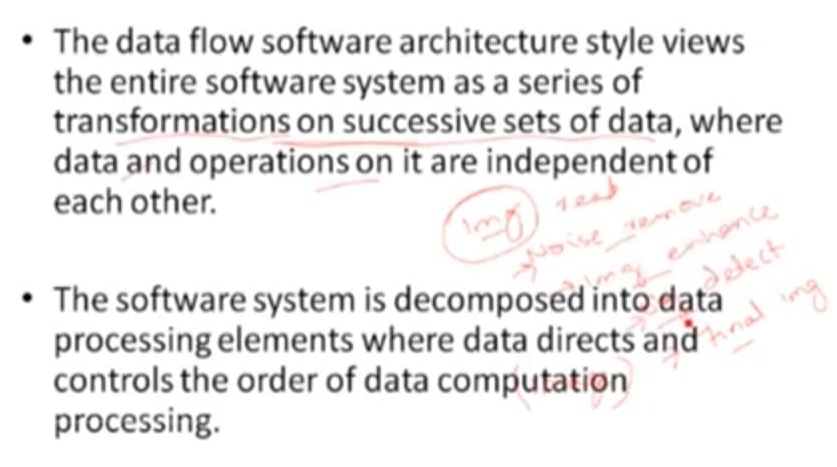 • The data flow software architecture style views
the entire software system as a series of
transformations on successive sets of data, where
data and operations on it are independent of
each other.
img read
→ Noise remove
→ img enhance
→ detect
→ final img
• The software system is decomposed into data
processing elements where data directs and
controls the order of data computation
processing.